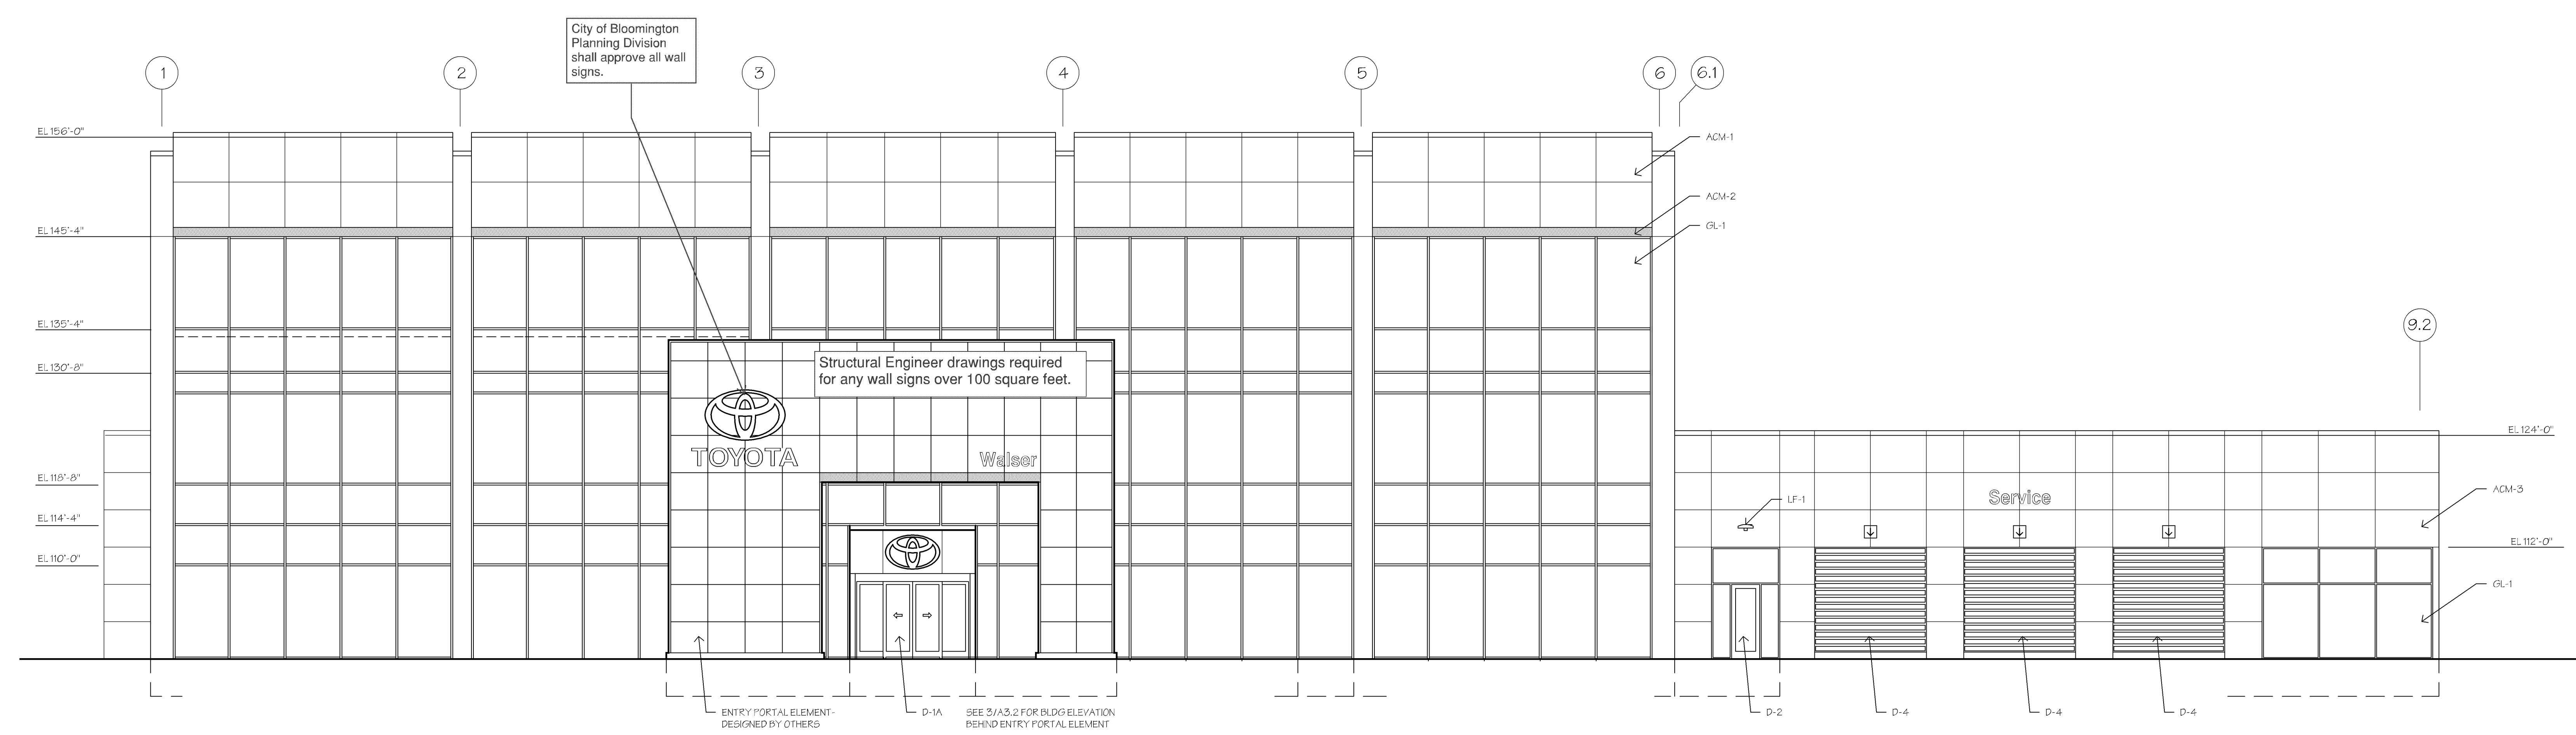 City of Bloomington
Planning Division
shall approve all wall
signs.
1
2
3
4
5
6
6.1
EL 156'-0"
ACM-1
ACM-2
EL 145'-4"
GL-1
EL 135'-4"
9.2
EL 130'-8"
Structural Engineer drawings required
for any wall signs over 100 square feet.
EL 124'-0"
TOYOTA
Walser
EL 118'-8"
ACM-3
Service
LF-1
EL 114'-4"
EL 112'-0"
EL 110'-0"
GL-1
ENTRY PORTAL ELEMENT-
DESIGNED BY OTHERS
D-1A
SEE 3/A3.2 FOR BLDG ELEVATION
BEHIND ENTRY PORTAL ELEMENT
D-2
D-4
D-4
D-4